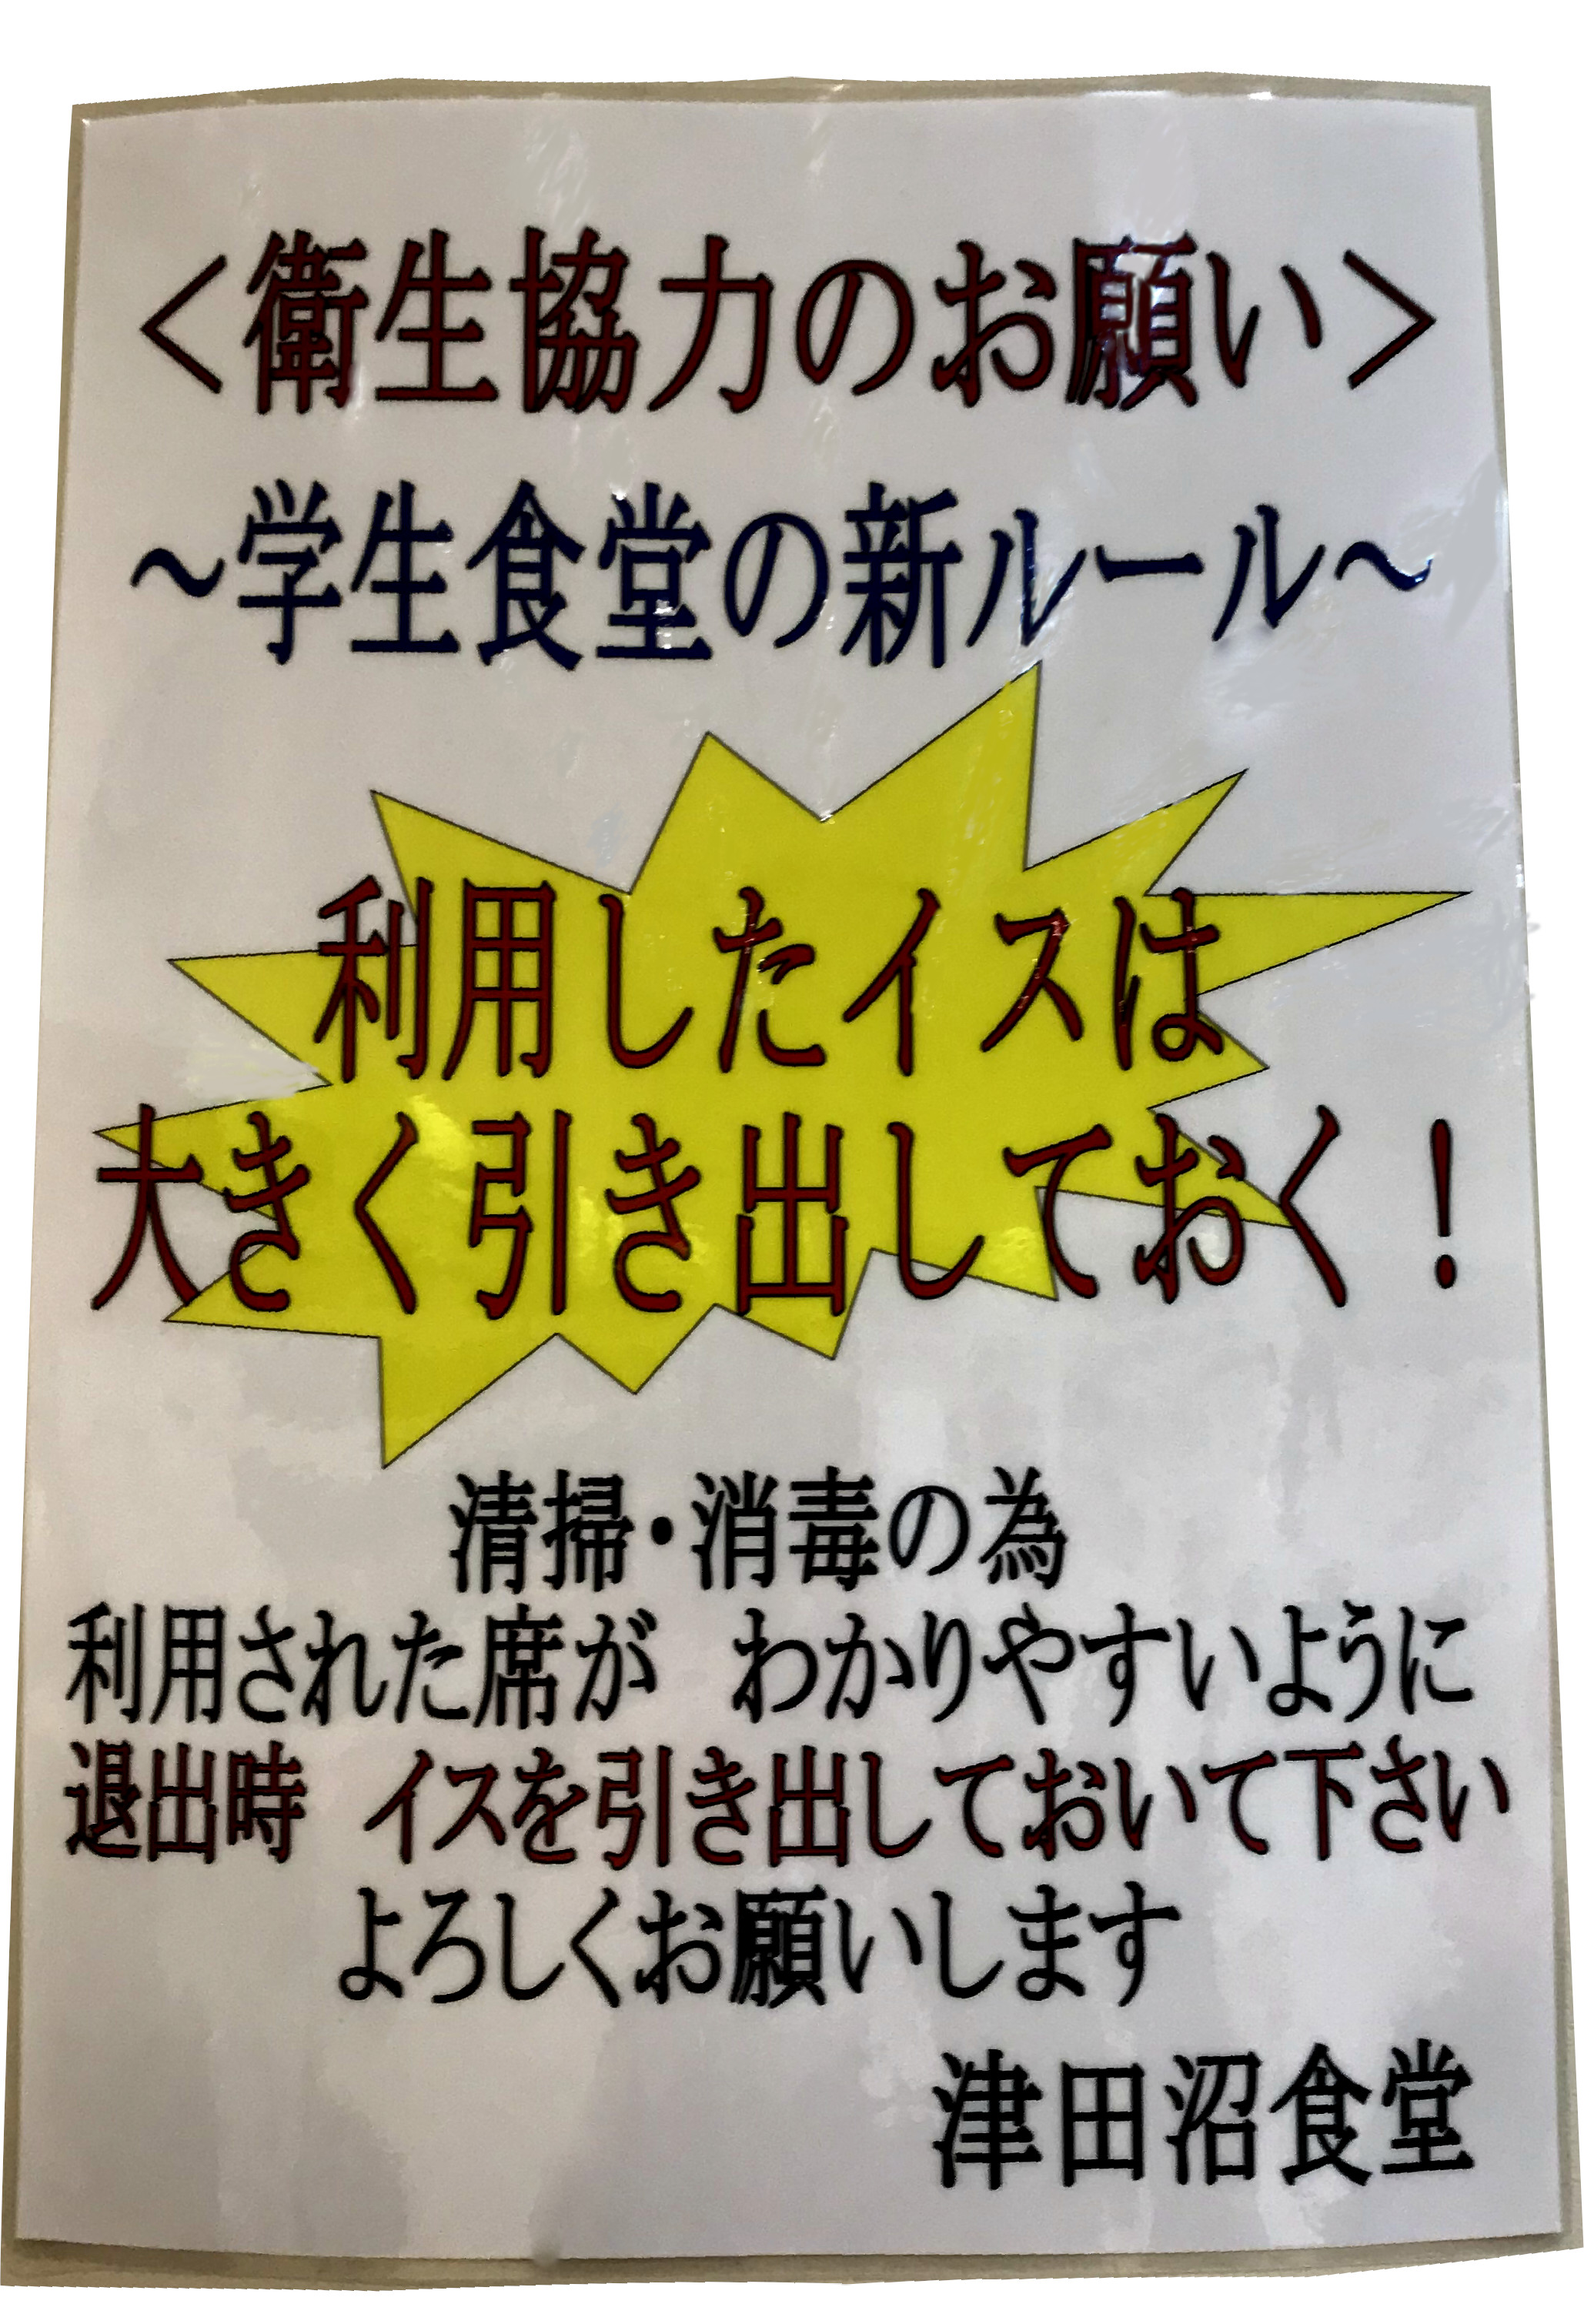 ＜衛生協力のお願い＞
～学生食堂の新ルール～
利用したイスは
大きく引き出しておく！
清掃・消毒の為
利用された席が　わかりやすいように
退出時　イスを引き出しておいて下さい
よろしくお願いします
津田沼食堂